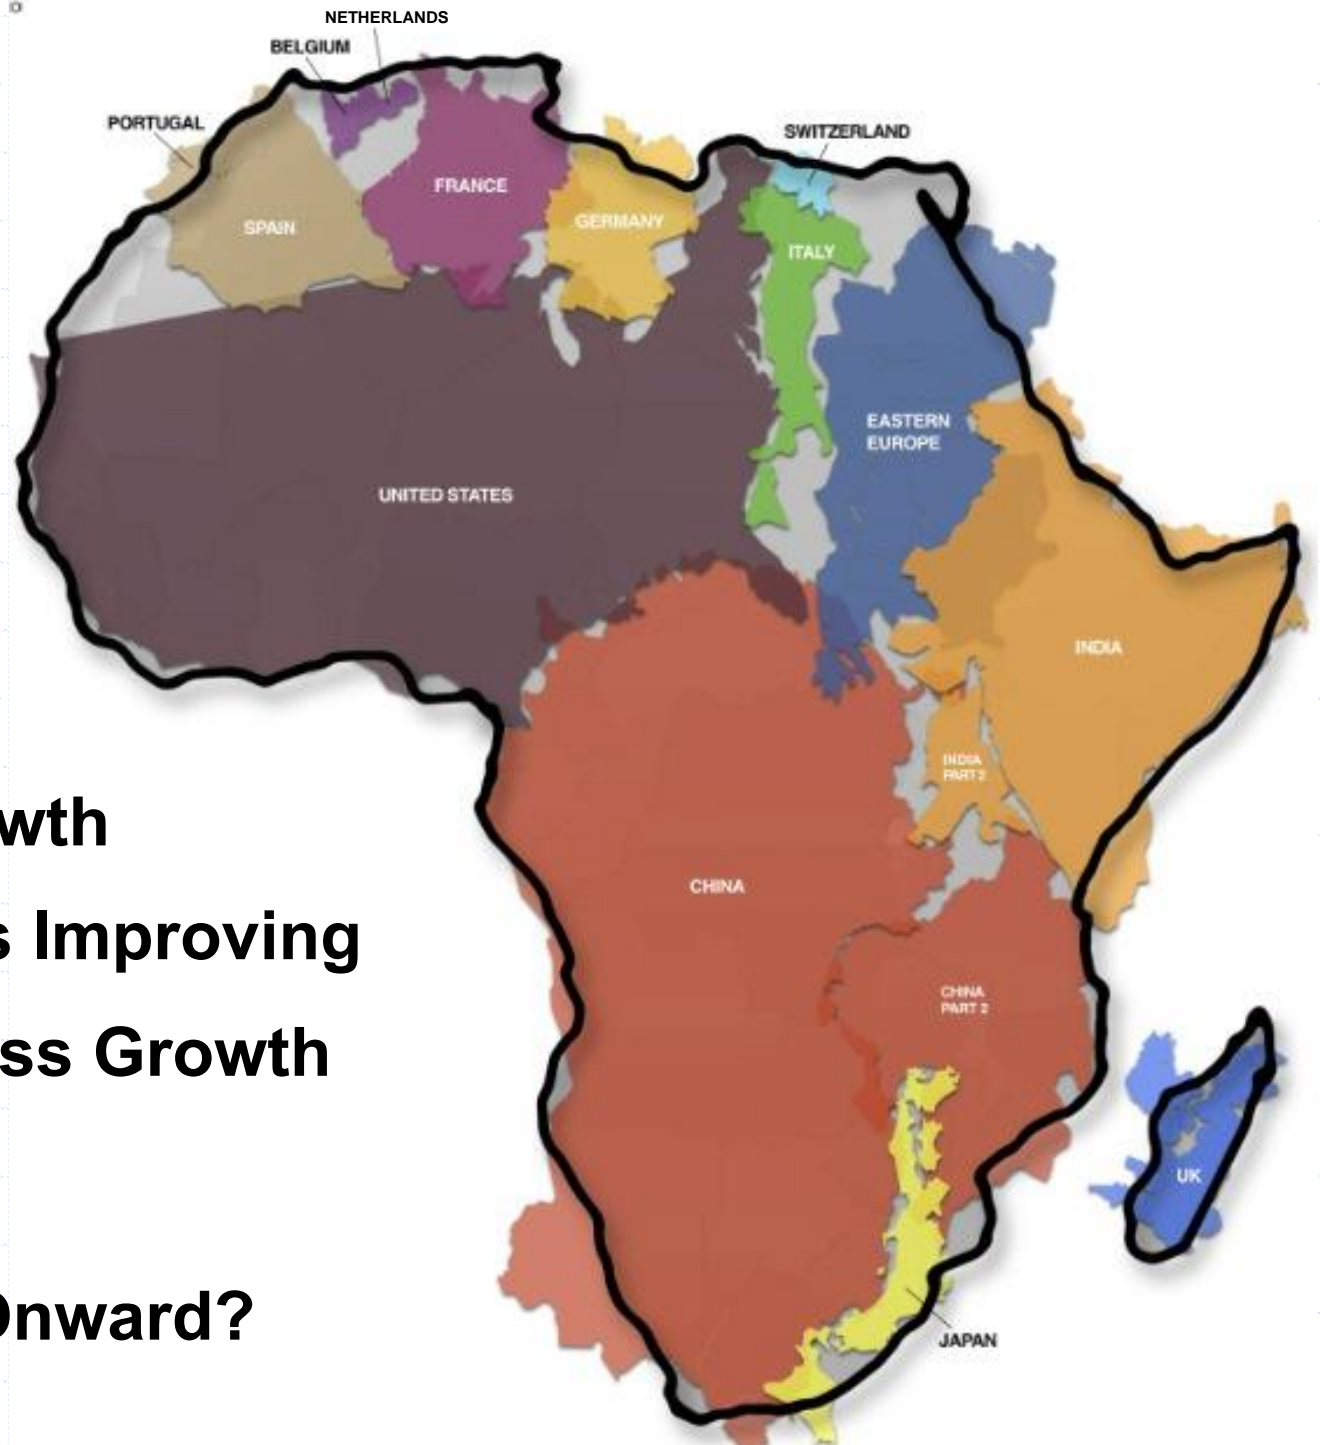 NETHERLANDS
BELGIUM
PORTUGAL
SWITZERLAND
FRANCE
GERMANY
SPAIN
ITALY
EASTERN
EUROPE
UNITED STATES
INDIA
INDIA
PART 2
wth
CHINA
s Improving
CHINA
PART 2
ss Growth
UK
Onward?
JAPAN